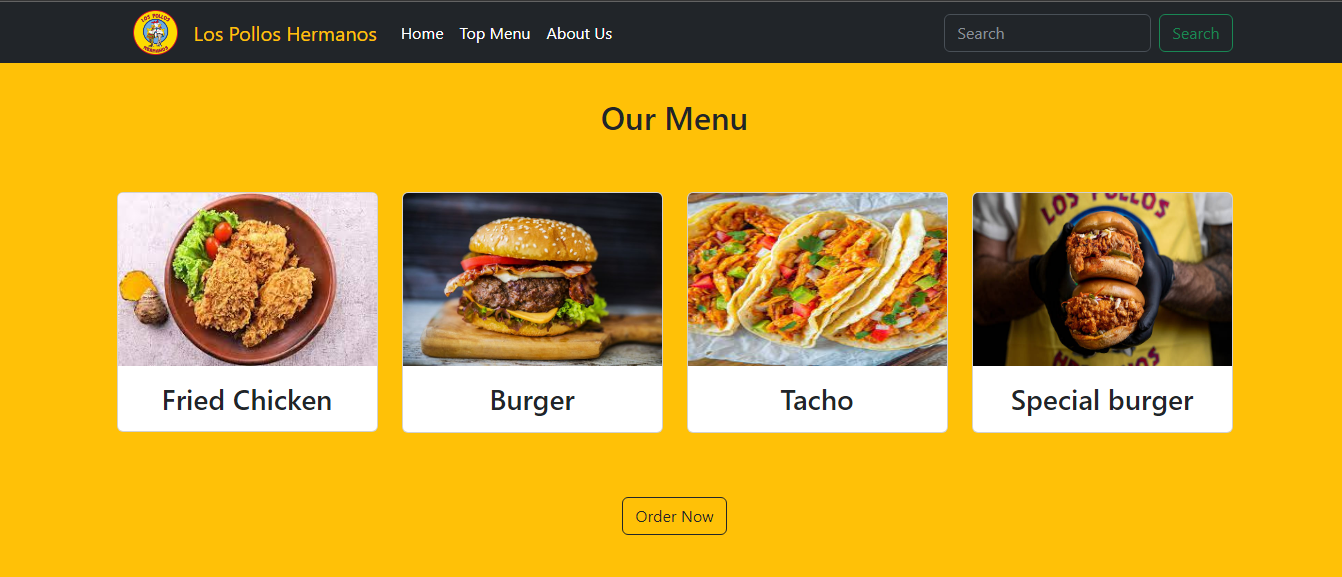 LOS POLLOS
HERMANOS
Los Pollos Hermanos
Home
Top Menu
About Us
Search
Search
Our Menu
LOS POLLOS
HERMANOS
Fried Chicken
Burger
Tacho
Special burger
Order Now